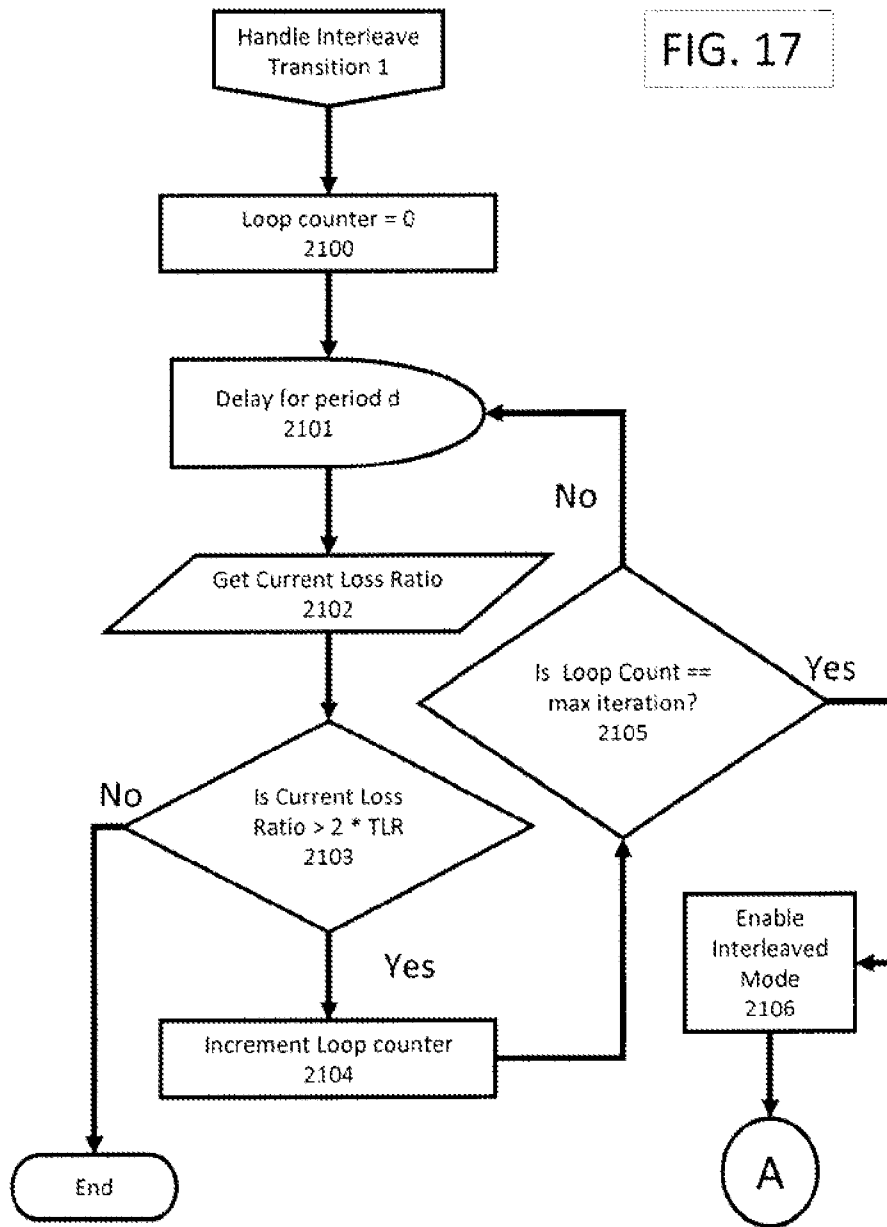 FIG. 17
Handle Interleave
Transition 1
Loop counter = 0
2100
Delay for period d
2101
No
Get Current Loss Ratio
2102
Is Loop Count ==
max iteration?
2105
Yes
No
Is Current Loss
Ratio > 2 * TLR
2103
Yes
Increment Loop counter
2104
Enable
Interleaved
Mode
2106
End
A